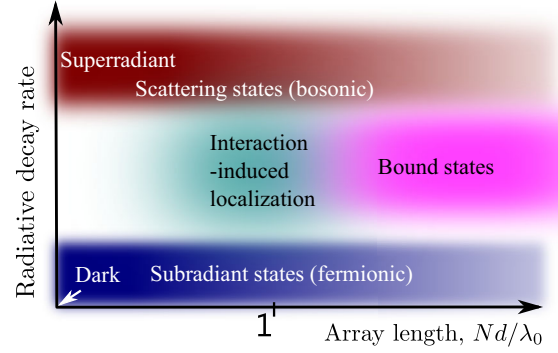 Radiative decay rate
Superradiant
Scattering states (bosonic)
Interaction
-induced
localization
Bound states
Dark
Subradiant states (fermionic)
1
Array length, Nd/λ₀